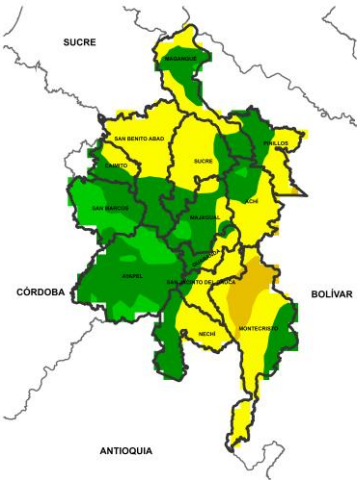 SUCRE
MAGANGUÉ
SAN BENITO ABAD
SUCRE
PINILLOS
CAIMITO
SAN MARCOS
ACHÍ
MAJAGUAL
AYAPEL
SAN JACINTO DEL CAUCA
CÓRDOBA
BOLÍVAR
NECHÍ
MONTECRISTO
ANTIOQUIA